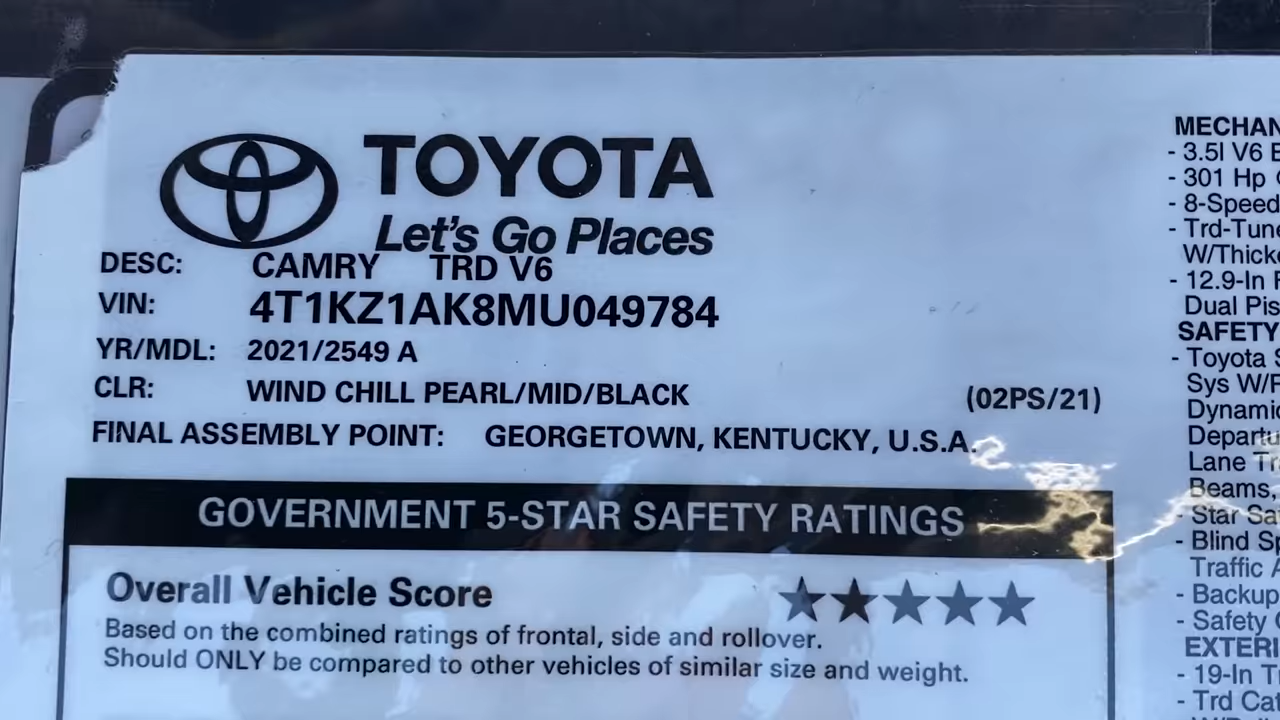 TOYOTA
Let's Go Places
DESC: CAMRY TRD V6
VIN: 4T1KZ1AK8MU049784
YR/MDL: 2021/2549 A
CLR: WIND CHILL PEARL/MID/BLACK (02PS/21)
FINAL ASSEMBLY POINT: GEORGETOWN, KENTUCKY, U.S.A.
GOVERNMENT 5-STAR SAFETY RATINGS
Overall Vehicle Score ★★★★★
Based on the combined ratings of frontal, side and rollover.
Should ONLY be compared to other vehicles of similar size and weight.
- 3.5l V6
- 301 Hp
- 8-Speed
- 12.9-In
SAFETY
- Toyota
Sys
Lane
Beams,
- Star
- Blind
Traffic
- Backup
- Safety
- 19-In
- Trd